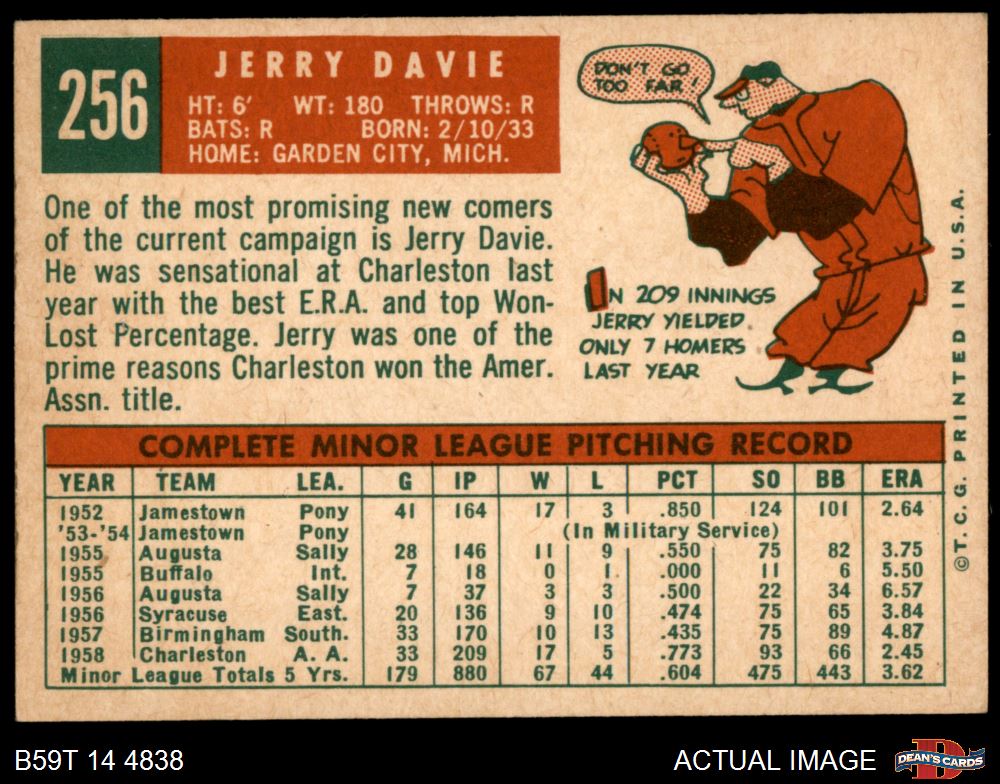 256
JERRY DAVIE
HT: 6' WT: 180 THROWS: R
BATS: R BORN: 2/10/33
HOME: GARDEN CITY, MICH.
DON'T GO
TOO FAR!
One of the most promising new comers
of the current campaign is Jerry Davie.
He was sensational at Charleston last
year with the best E.R.A. and top Won-
Lost Percentage. Jerry was one of the
prime reasons Charleston won the Amer.
Assn. title.
IN 209 INNINGS
JERRY YIELDED
ONLY 7 HOMERS
LAST YEAR
COMPLETE MINOR LEAGUE PITCHING RECORD
YEAR TEAM LEA. G IP W L PCT SO BB ERA
1952 Jamestown Pony 41 164 17 3 .850 124 101 2.64
'53-'54 Jamestown Pony (In Military Service)
1955 Augusta Sally 28 146 11 9 .550 75 82 3.75
1955 Buffalo Int. 7 18 0 1 .000 11 6 5.50
1956 Augusta Sally 7 37 3 3 .500 22 34 6.57
1956 Syracuse East. 20 136 9 10 .474 75 65 3.84
1957 Birmingham South. 33 170 10 13 .435 75 89 4.87
1958 Charleston A. A. 33 209 17 5 .773 93 66 2.45
Minor League Totals 5 Yrs. 179 880 67 44 .604 475 443 3.62
©T. C. G. PRINTED IN U.S.A.
B59T 14 4838
ACTUAL IMAGE
DEAN'S CARDS